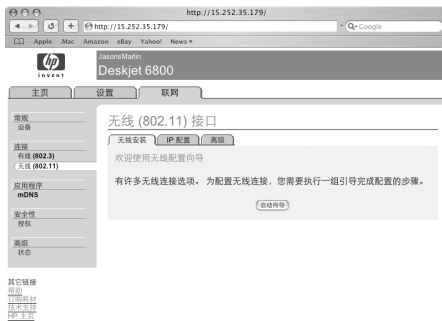 http://15.252.35.179/
http://15.252.35.179/
Google
Apple .Mac Amazon eBay Yahoo! News
hp
invent
JasonsMarlin
Deskjet 6800
主页 设置 联网
常规
设备
连接
有线 (802.3)
无线 (802.11)
应用程序
mDNS
安全性
授权
高级
状态
其它链接
帮助
订购耗材
技术支持
HP 主页
无线 (802.11) 接口
无线安装 IP 配置 高级
欢迎使用无线配置向导
有许多无线连接选项。 为配置无线连接，您需要执行一组引导完成配置的步骤。
启动向导